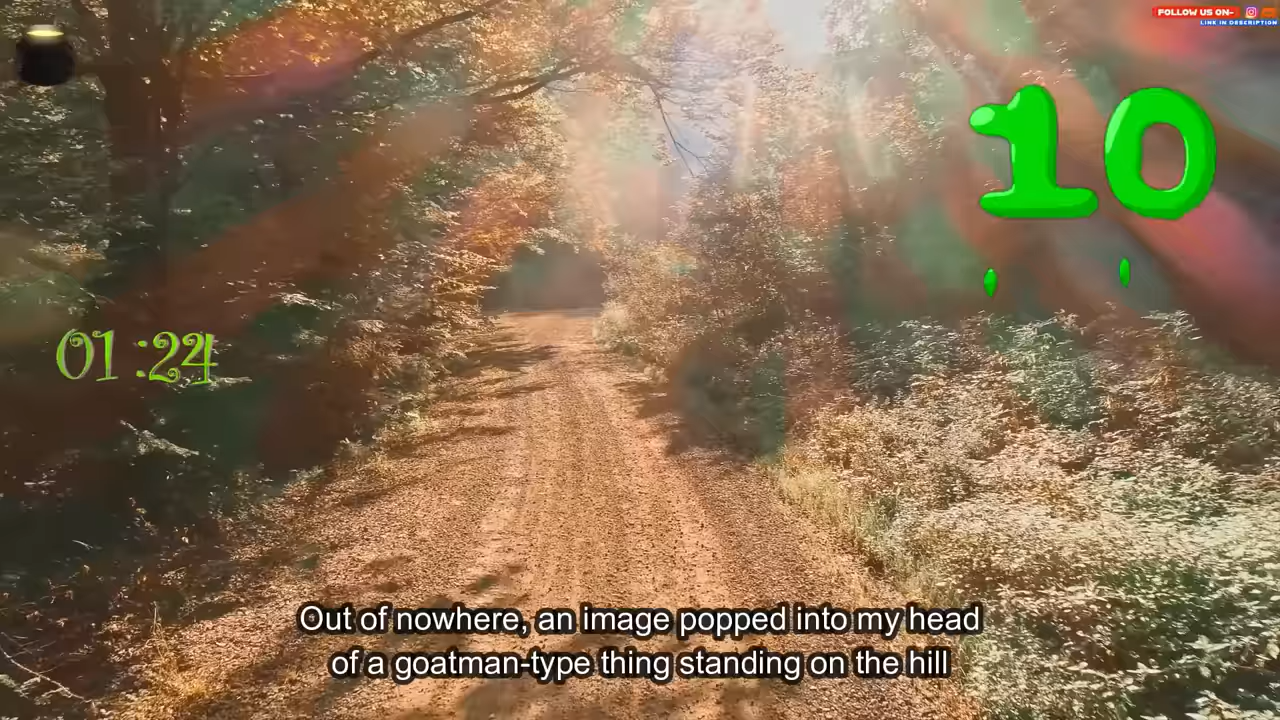 FOLLOW US ON-
LINK IN DESCRIPTION
10
01:24
Out of nowhere, an image popped into my head
of a goatman-type thing standing on the hill